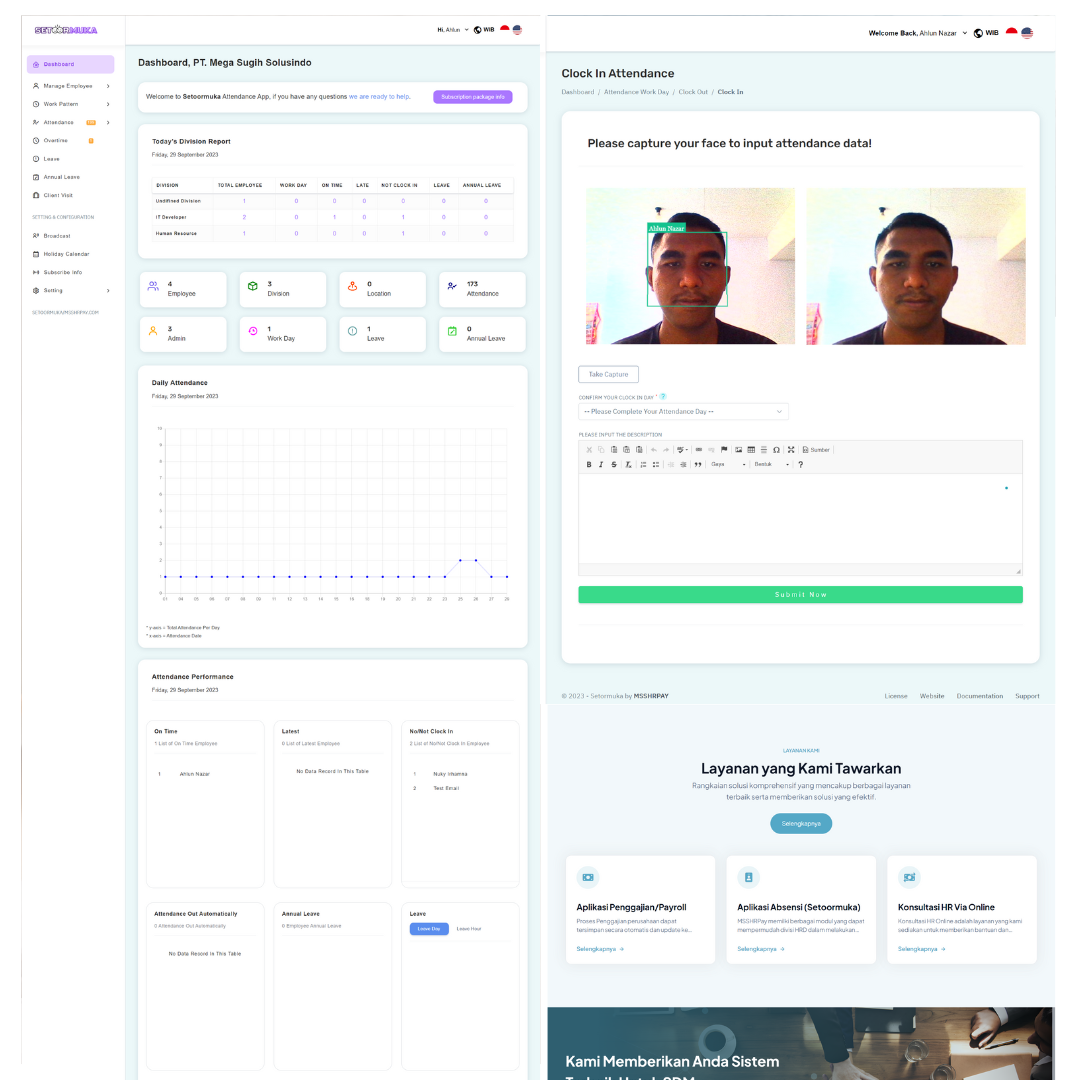 SETOORMUKA
Hi, Ahlun
WIB
Dashboard
Manage Employee
Work Pattern
Attendance
Overtime
Leave
Annual Leave
Client Visit
SETTING & CONFIGURATION
Broadcast
Holiday Calendar
Subscribe Info
Setting
SETOORMUKA.MSSHRPAY.COM
Dashboard, PT. Mega Sugih Solusindo
Welcome to Setoormuka Attendance App, if you have any questions we are ready to help.
Subscription package info
Today's Division Report
Friday, 29 September 2023
DIVISION TOTAL EMPLOYEE WORK DAY ON TIME LATE NOT CLOCK IN LEAVE ANNUAL LEAVE
Undifined Division 1 0 0 0 0 0 0
IT Developer 2 0 1 0 1 0 0
Human Resource 1 0 0 0 1 0 0
4 Employee
3 Division
0 Location
173 Attendance
3 Admin
1 Work Day
1 Leave
0 Annual Leave
Daily Attendance
Friday, 29 September 2023
10
9
8
7
6
5
4
3
2
1
0
01 04 05 06 07 08 09 11 12 13 14 15 16 18 19 20 21 22 23 25 26 27 28
* y-axis = Total Attendance Per Day
* x-axis = Attendance Date
Attendance Performance
Friday, 29 September 2023
On Time
1 List of On Time Employee
1 Ahlun Nazar
Latest
0 List of Latest Employee
No Data Record In This Table
No/Not Clock In
2 List of No/Not Clock In Employee
1 Nuky Irhamna
2 Test Email
Attendance Out Automatically
0 Attendance Out Automatically
No Data Record In This Table
Annual Leave
0 Employee Annual Leave
Leave
Leave Day Leave Hour
Welcome Back, Ahlun Nazar
WIB
Clock In Attendance
Dashboard / Attendance Work Day / Clock Out / Clock In
Please capture your face to input attendance data!
Ahlun Nazar
Take Capture
CONFIRM YOUR CLOCK IN DAY * ?
-- Please Complete Your Attendance Day --
PLEASE INPUT THE DESCRIPTION
Ω Sumber
B I S Tx Gaya Bentuk ?
Submit Now
© 2023 - Setormuka by MSSHRPAY
License Website Documentation Support
LAYANAN KAMI
Layanan yang Kami Tawarkan
Rangkaian solusi komprehensif yang mencakup berbagai layanan
terbaik serta memberikan solusi yang efektif.
Selengkapnya
Aplikasi Penggajian/Payroll
Proses Penggajian perusahaan dapat
tersimpan secara otomatis dan update ke...
Selengkapnya →
Aplikasi Absensi (Setoormuka)
MSSHRPay memilki berbagai modul yang dapat
mempermudah divisi HRD dalam melakukan...
Selengkapnya →
Konsultasi HR Via Online
Konsultasi HR Online adalah layanan yang kami
sediakan untuk memberikan bantuan dan...
Selengkapnya →
Kami Memberikan Anda Sistem